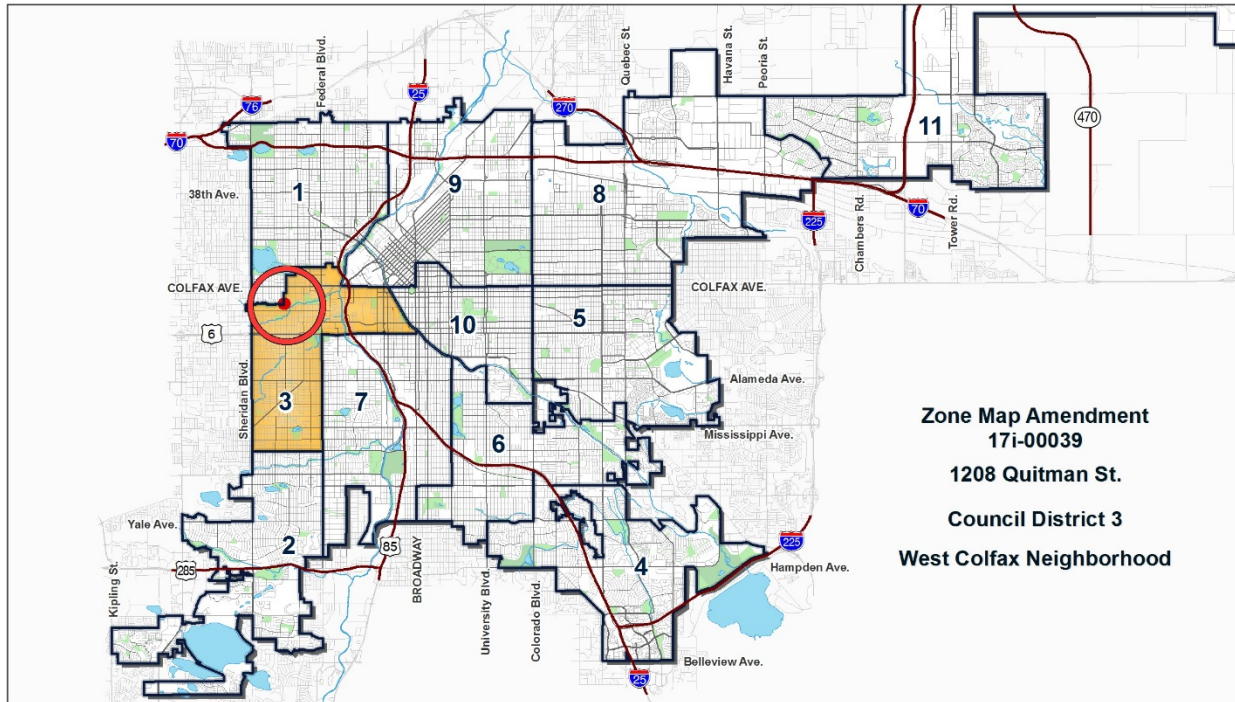 Federal Blvd.
Quebec St.
Havana St.
Peoria St.
76
25
270
70
11
470
1
9
8
38th Ave.
225
70
Chambers Rd.
Tower Rd.
COLFAX AVE.
COLFAX AVE.
6
10
5
Sheridan Blvd.
3
7
Alameda Ave.
6
Mississippi Ave.
Zone Map Amendment
17i-00039
1208 Quitman St.
Council District 3
West Colfax Neighborhood
Yale Ave.
2
85
285
BROADWAY
4
225
Hampden Ave.
Kipling St.
University Blvd.
Colorado Blvd.
Belleview Ave.
25